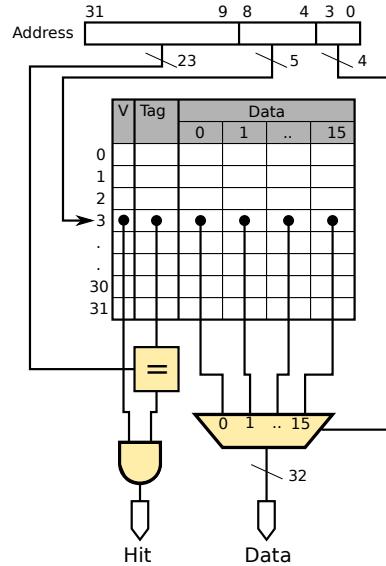 31 9 8 4 3 0
Address
23 5 4
V Tag Data
0 1 .. 15
0
1
2
3
.
.
30
31
=
0 1 .. 15
32
Hit Data